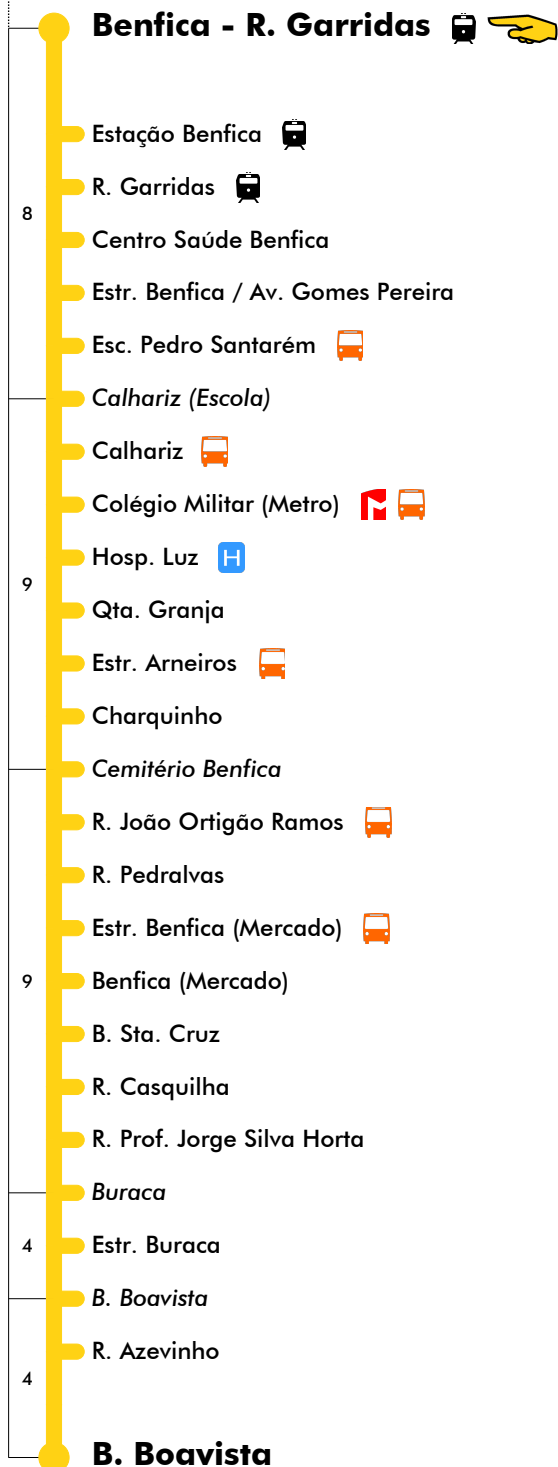 Benfica - R. Garridas
Estação Benfica
R. Garridas
8
Centro Saúde Benfica
Estr. Benfica / Av. Gomes Pereira
Esc. Pedro Santarém
Calhariz (Escola)
Calhariz
Colégio Militar (Metro)
Hosp. Luz H
9
Qta. Granja
Estr. Arneiros
Charquinho
Cemitério Benfica
R. João Ortigão Ramos
R. Pedralvas
Estr. Benfica (Mercado)
9 Benfica (Mercado)
B. Sta. Cruz
R. Casquilha
R. Prof. Jorge Silva Horta
Buraca
4 Estr. Buraca
B. Boavista
R. Azevinho
4
B. Boavista